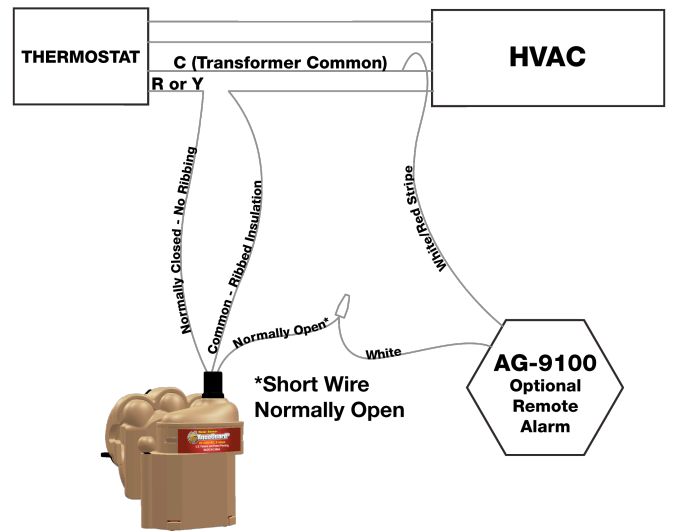 THERMOSTAT
HVAC
C (Transformer Common)
R or Y
Normally Closed - No Ribbing
Common - Ribbed Insulation
White/Red Stripe
Normally Open*
White
AG-9100
Optional
Remote
Alarm
*Short Wire
Normally Open
AquaGuard